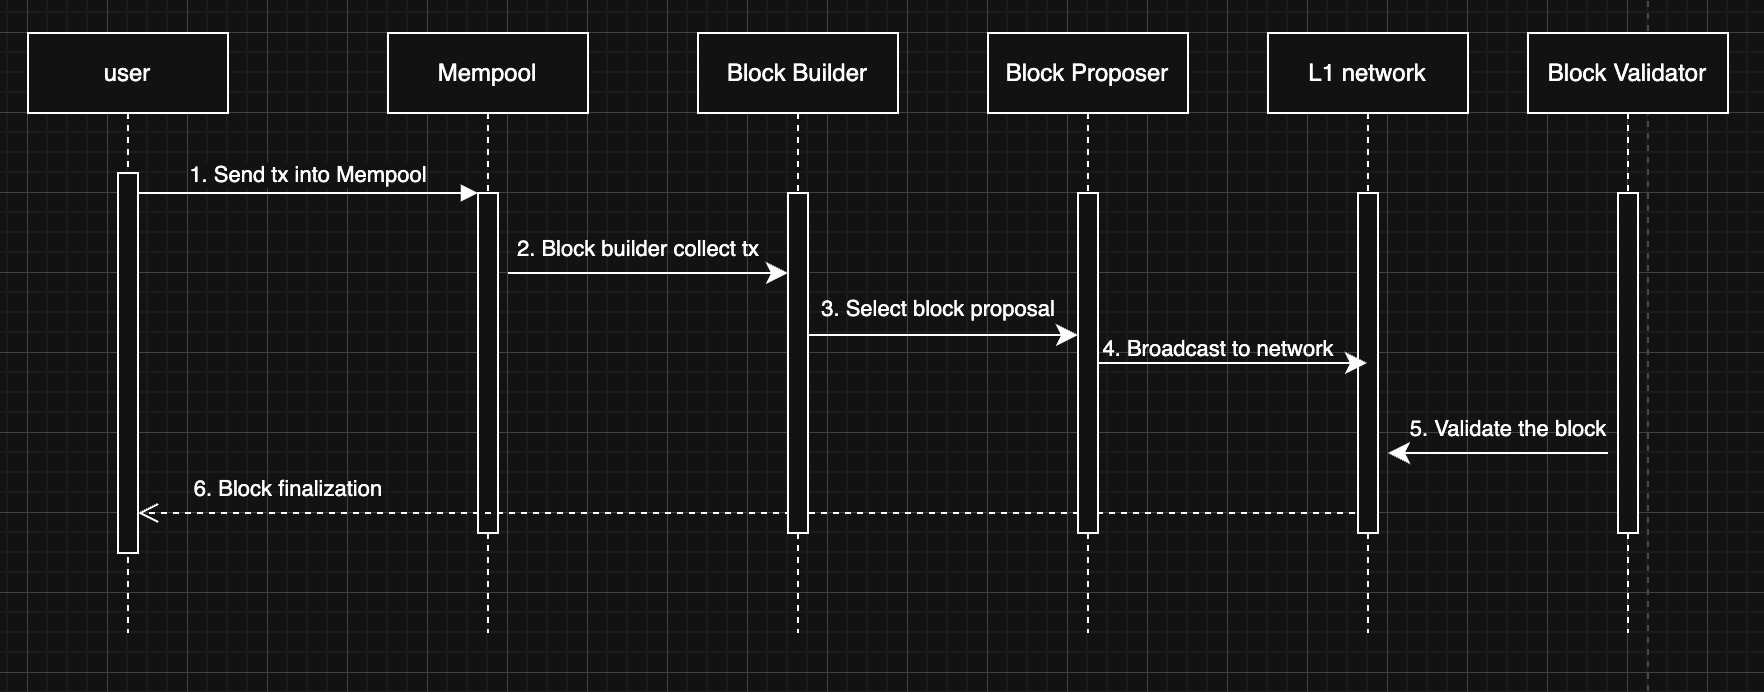 user
Mempool
Block Builder
Block Proposer
L1 network
Block Validator
1. Send tx into Mempool
2. Block builder collect tx
3. Select block proposal
4. Broadcast to network
5. Validate the block
6. Block finalization